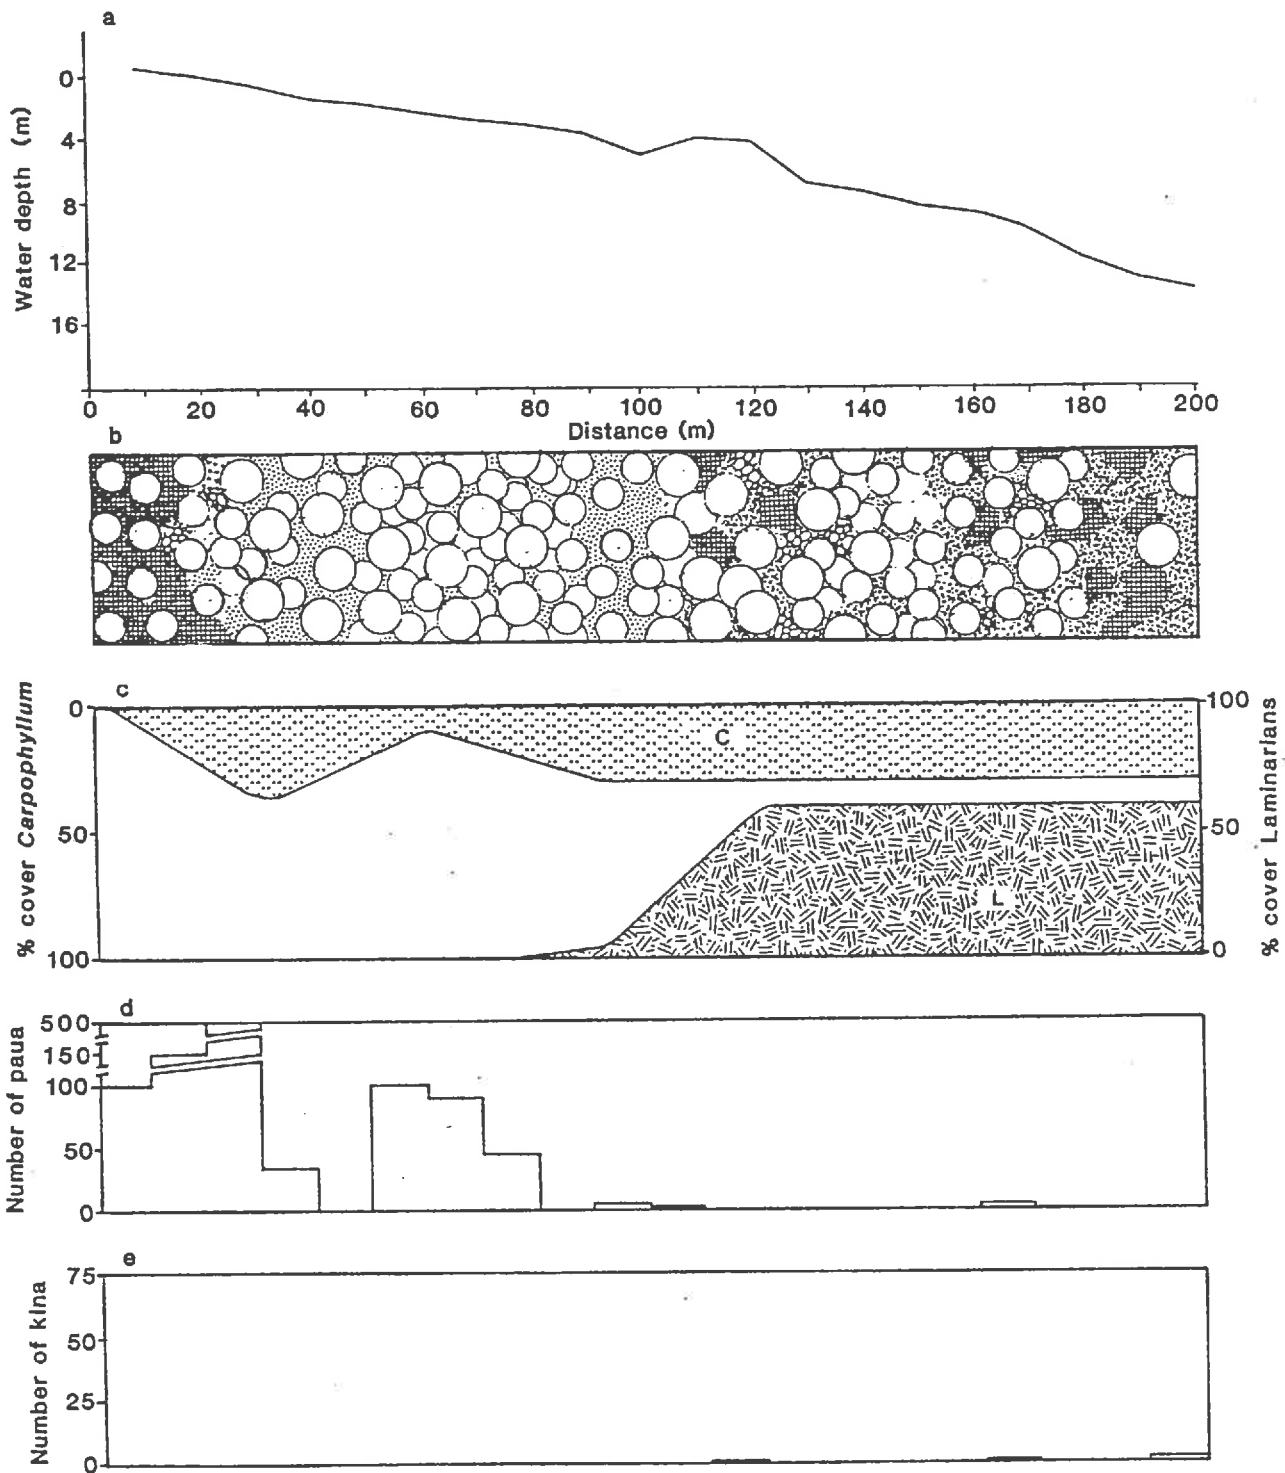 a
Water depth (m)
0
4
8
12
16
0 20 40 60 80 100 120 140 160 180 200
Distance (m)
b
c
% cover Carpophyllum
0
50
100
C
L
100
50
0
% cover Laminarians
d
Number of paua
500
150
100
50
0
e
Number of kina
75
50
25
0